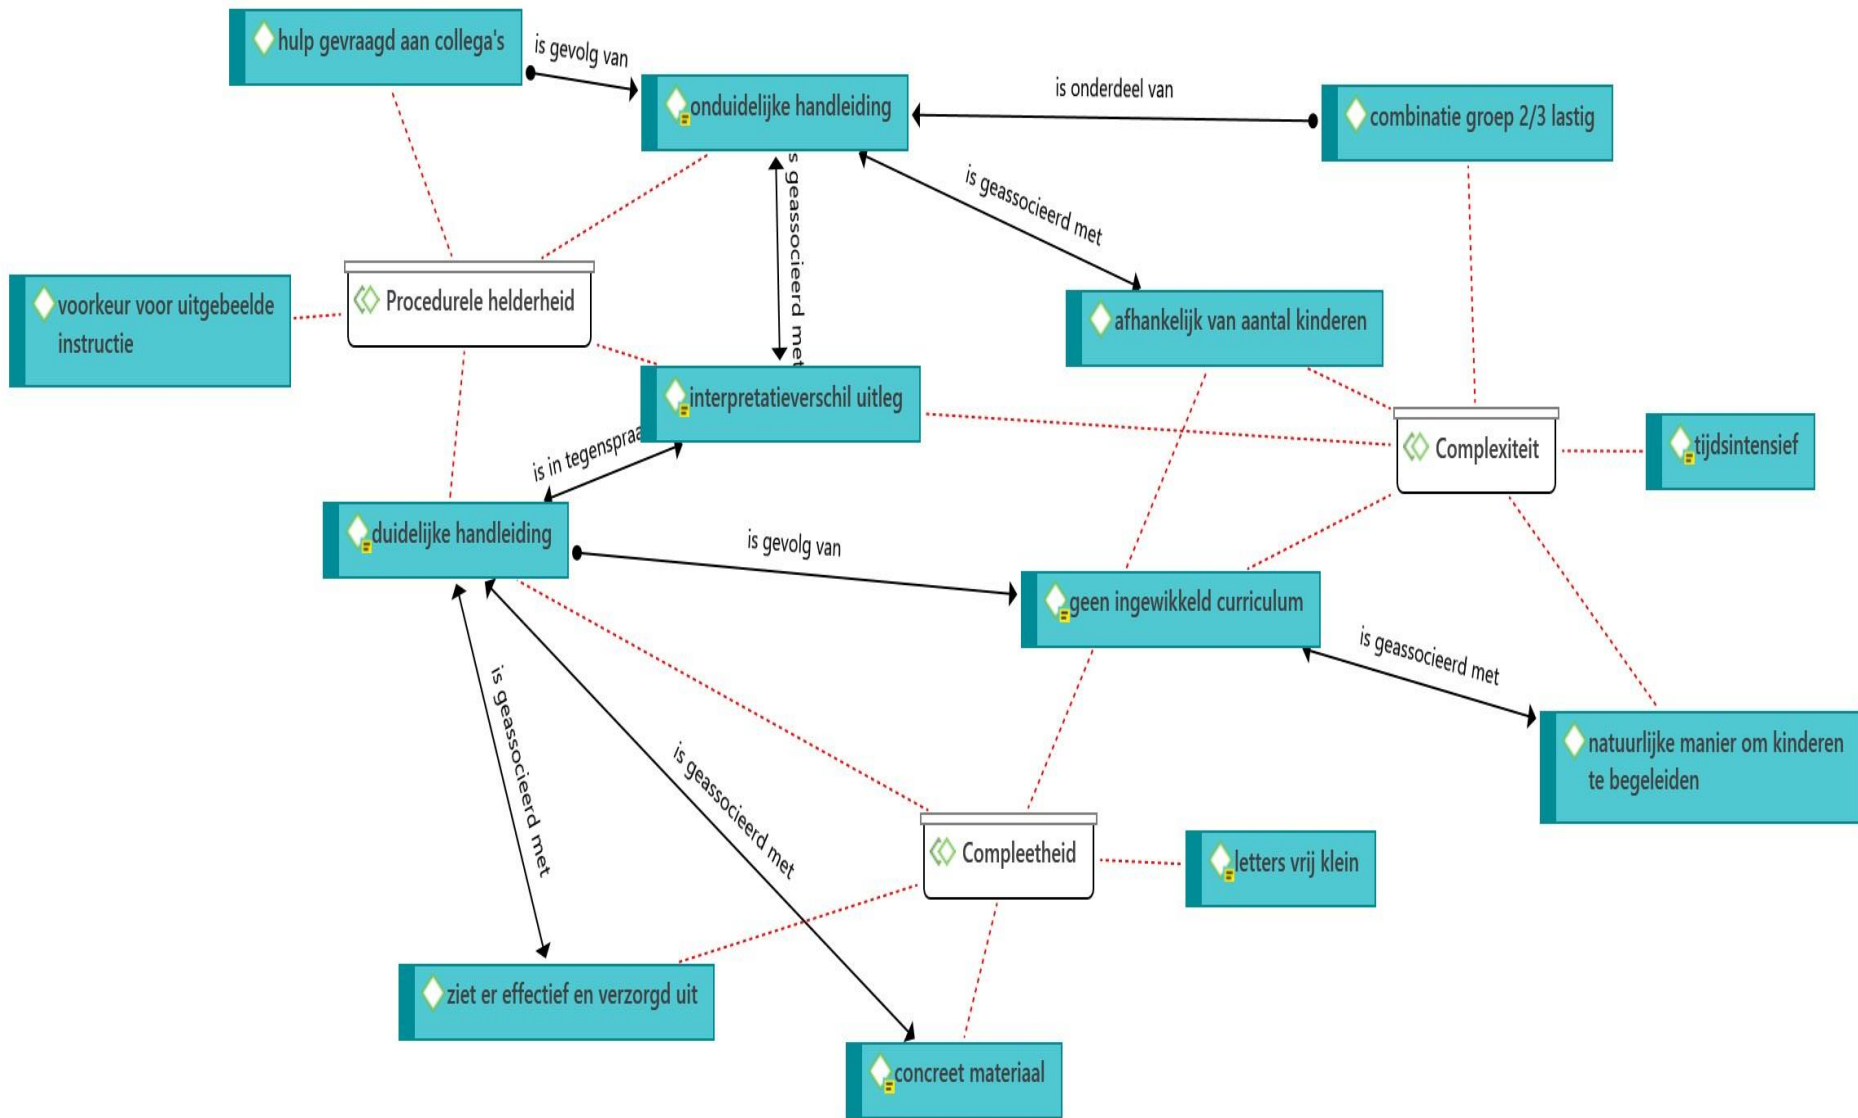 hulp gevraagd aan collega's
is gevolg van
onduidelijke handleiding
is onderdeel van
combinatie groep 2/3 lastig
s geassocieerd met
is geassocieerd met
voorkeur voor uitgebeelde
instructie
Procedurele helderheid
afhankelijk van aantal kinderen
interpretatieverschil uitleg
is in tegenspraa
Complexiteit
tijdsintensief
duidelijke handleiding
is gevolg van
geen ingewikkeld curriculum
is geassocieerd met
natuurlijke manier om kinderen
te begeleiden
is geassocieerd met
is geassocieerd met
Compleetheid
letters vrij klein
ziet er effectief en verzorgd uit
concreet materiaal